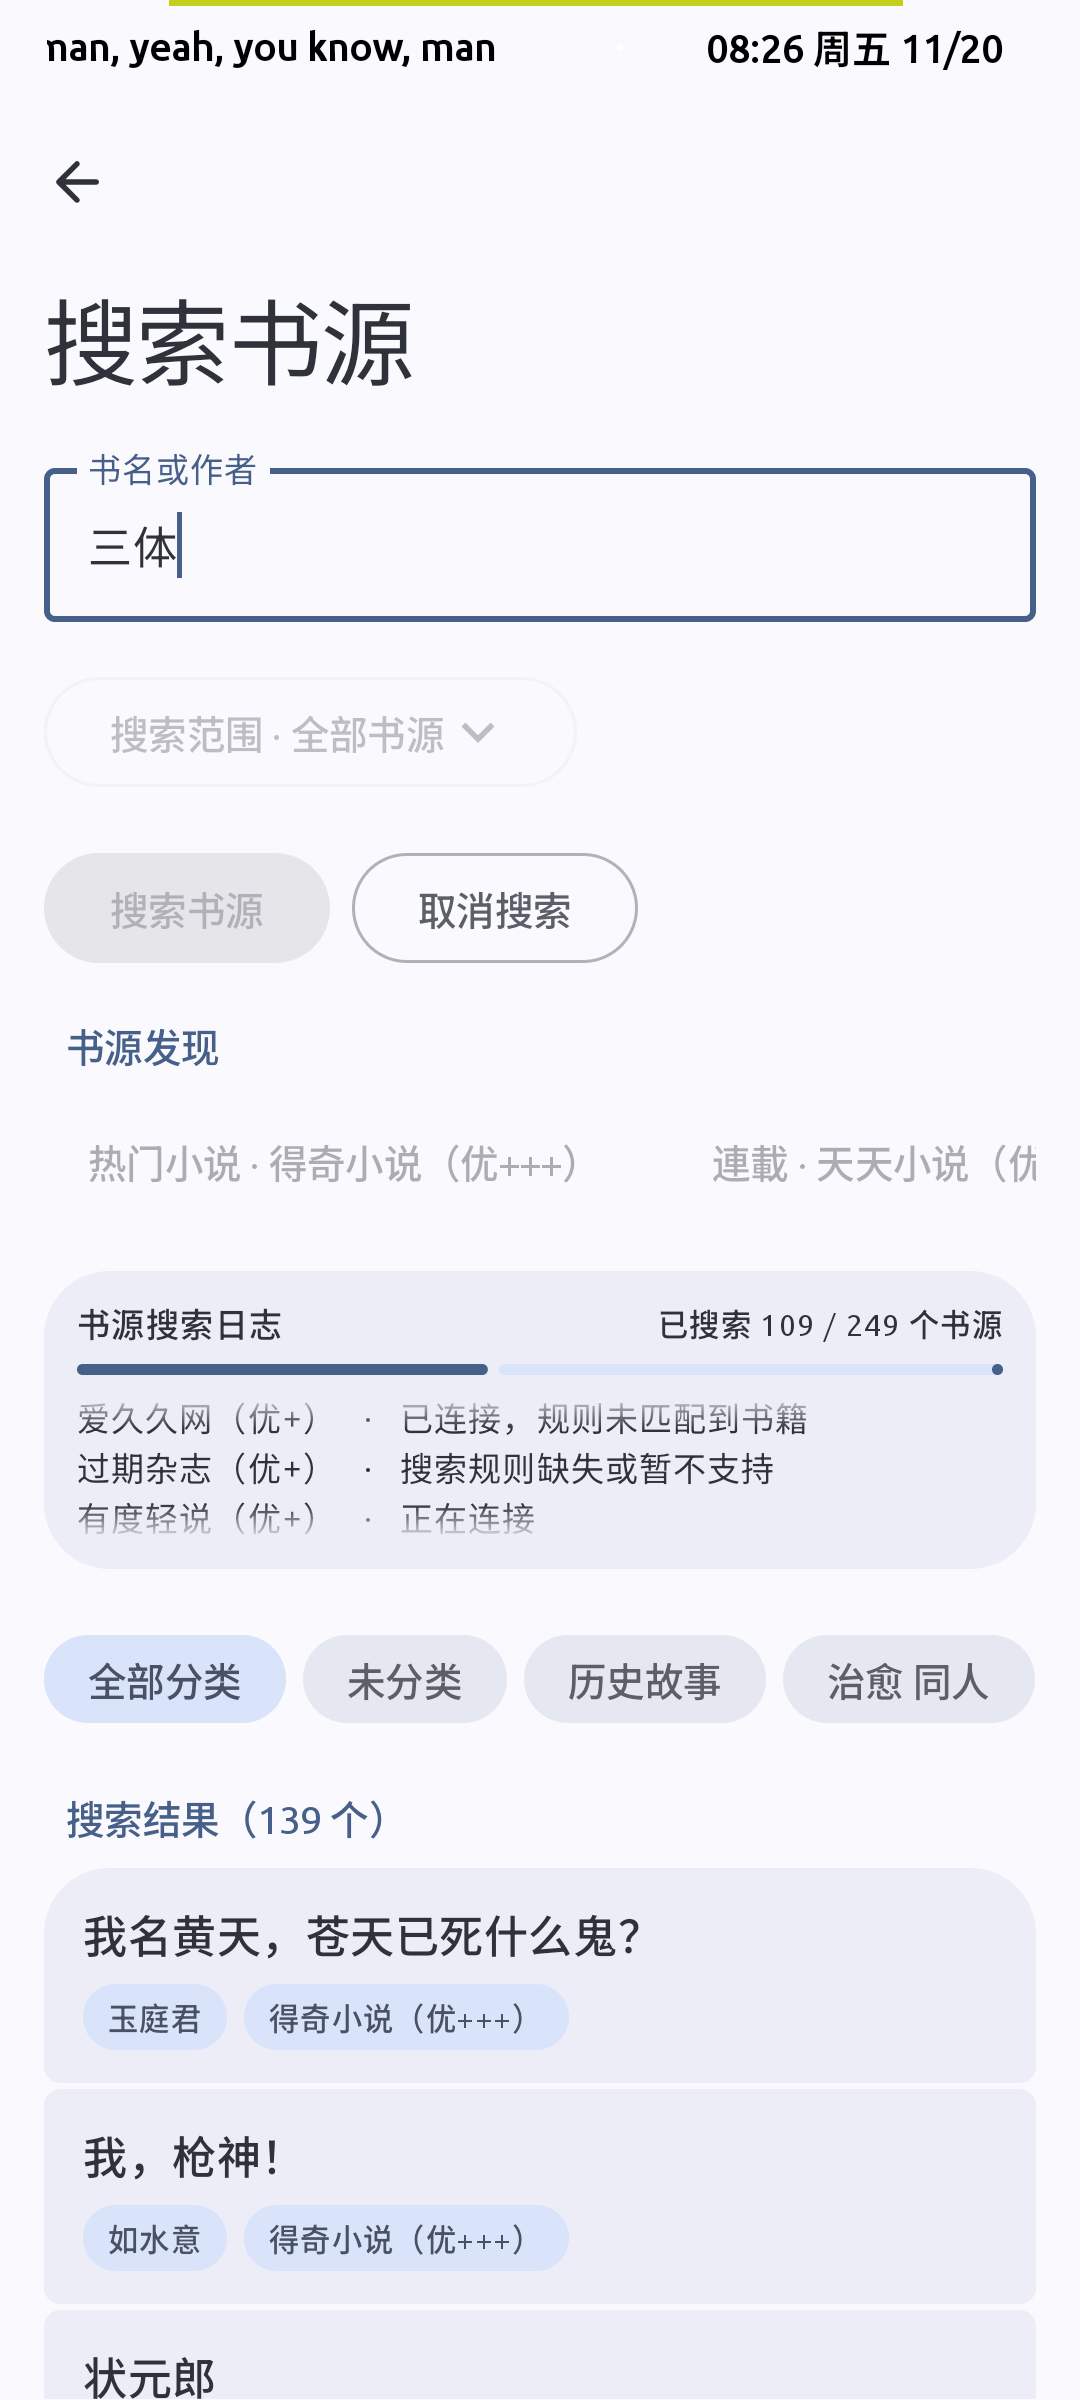 man, yeah, you know, man
08:26 周五 11/20
搜索书源
书名或作者
三体
搜索范围 · 全部书源
搜索书源
取消搜索
书源发现
热门小说 · 得奇小说（优+++）
連載 · 天天小说（优
书源搜索日志
已搜索 109 / 249 个书源
爱久久网（优+） · 已连接，规则未匹配到书籍
过期杂志（优+） · 搜索规则缺失或暂不支持
有度轻说（优+） · 正在连接
全部分类
未分类
历史故事
治愈 同人
搜索结果（139 个）
我名黄天，苍天已死什么鬼？
玉庭君
得奇小说（优+++）
我，枪神！
如水意
得奇小说（优+++）
状元郎